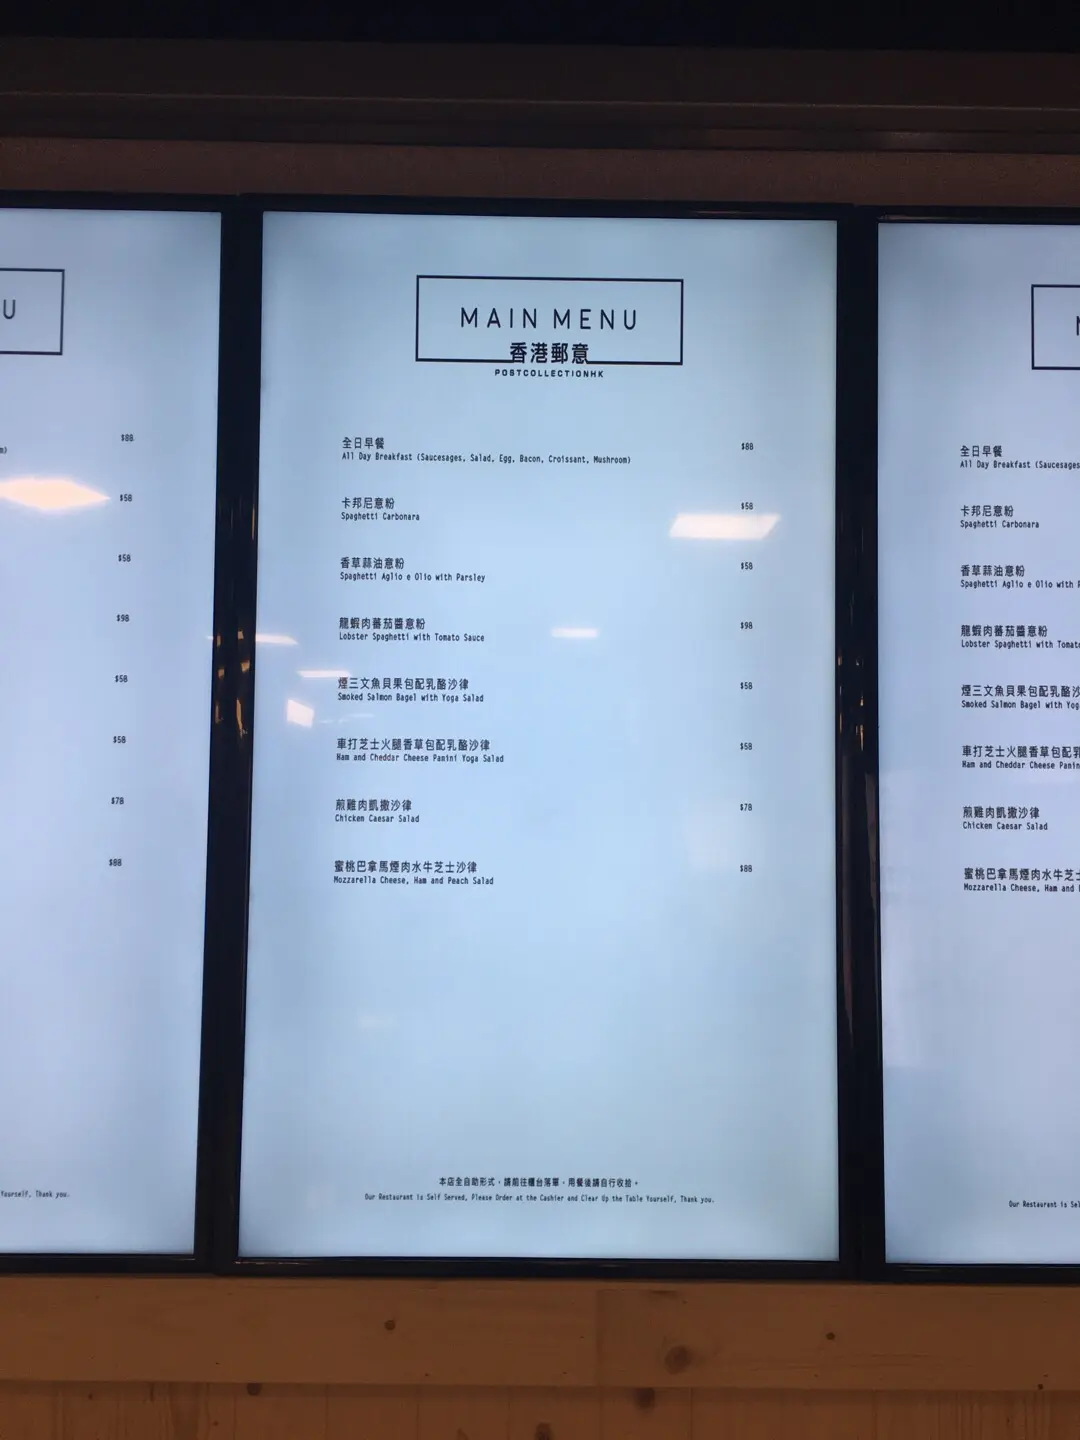 U
m)
$88
$58
$58
$98
$58
$58
$78
$88
Yourself, Thank you.
MAIN MENU
香港郵意
POSTCOLLECTIONHK
全日早餐
All Day Breakfast (Saucesages, Salad, Egg, Bacon, Croissant, Mushroom)
$88
卡邦尼意粉
Spaghetti Carbonara
$58
香草蒜油意粉
Spaghetti Aglio e Olio with Parsley
$58
龍蝦肉蕃茄醬意粉
Lobster Spaghetti with Tomato Sauce
$98
煙三文魚貝果包配乳酪沙律
Smoked Salmon Bagel with Yoga Salad
$58
車打芝士火腿香草包配乳酪沙律
Ham and Cheddar Cheese Panini Yoga Salad
$58
煎雞肉凱撒沙律
Chicken Caesar Salad
$78
蜜桃巴拿馬煙肉水牛芝士沙律
Mozzarella Cheese, Ham and Peach Salad
$88
本店全自助形式，請前往櫃台落單，用餐後請自行收拾。
Our Restaurant is Self Served, Please Order at the Cashier and Clear Up the Table Yourself, Thank you.
全日早餐
All Day Breakfast (Saucesages
卡邦尼意粉
Spaghetti Carbonara
香草蒜油意粉
Spaghetti Aglio e Olio with
龍蝦肉蕃茄醬意粉
Lobster Spaghetti with Tomato
煙三文魚貝果包配乳酪沙
Smoked Salmon Bagel with Yog
車打芝士火腿香草包配
Ham and Cheddar Cheese Panin
煎雞肉凱撒沙律
Chicken Caesar Salad
蜜桃巴拿馬煙肉水牛芝
Mozzarella Cheese, Ham and
Our Restaurant is Sel